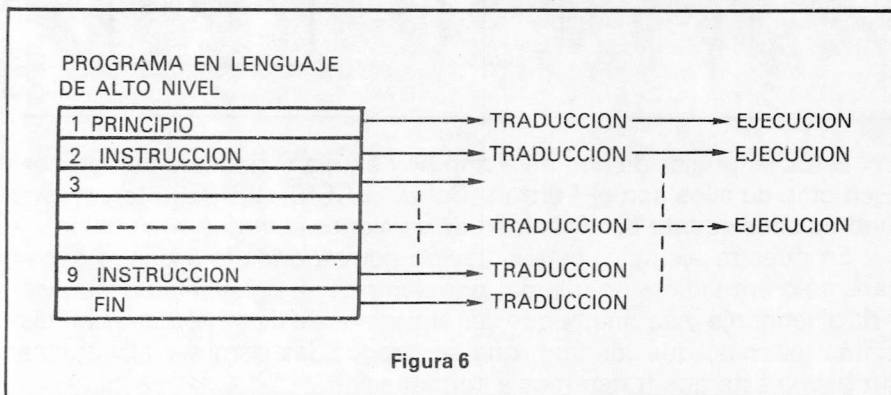 PROGRAMA EN LENGUAJE
DE ALTO NIVEL
1 PRINCIPIO TRADUCCION EJECUCION
2 INSTRUCCION TRADUCCION EJECUCION
3
TRADUCCION EJECUCION
9 INSTRUCCION TRADUCCION
FIN TRADUCCION
Figura 6